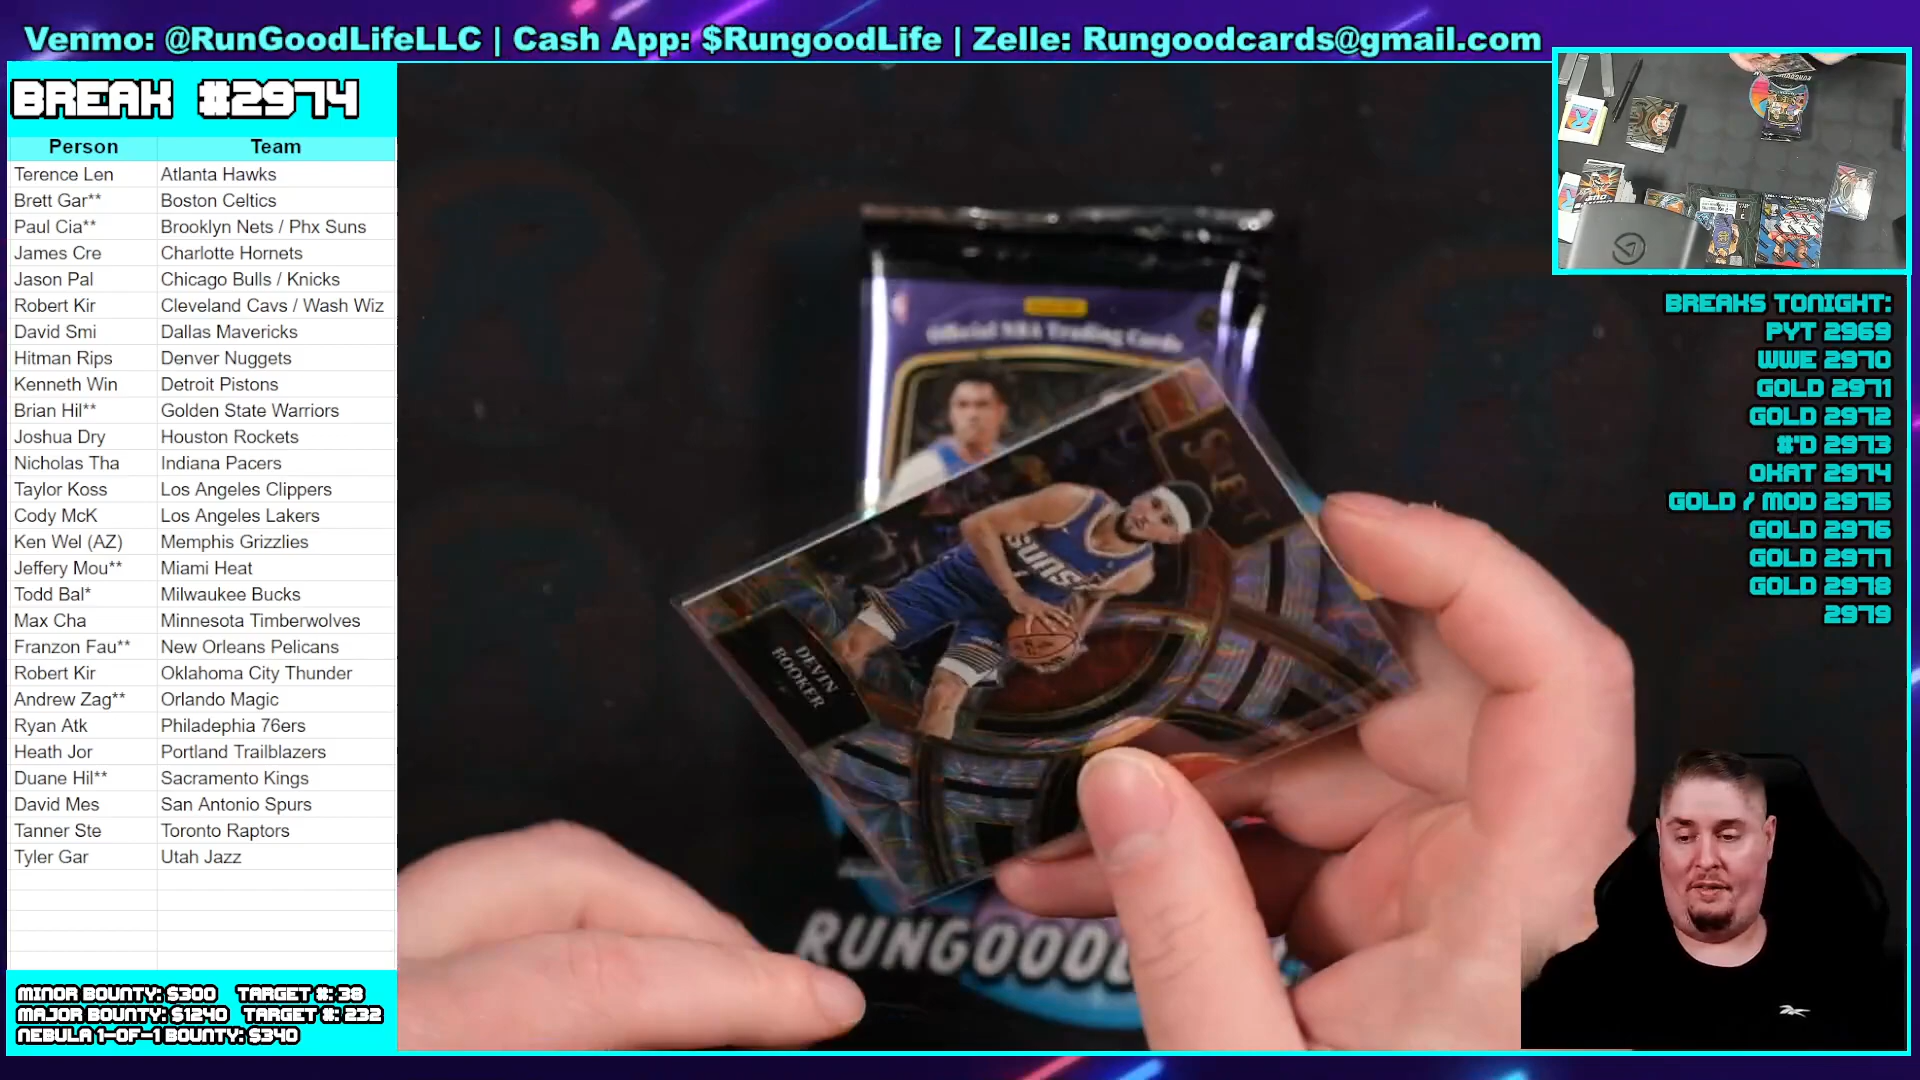 Venmo: @RunGoodLifeLLC | Cash App: $RungoodLife | Zelle: Rungoodcards@gmail.com
BREAK #2974
Person Team
Terence Len Atlanta Hawks
Brett Gar** Boston Celtics
Paul Cia** Brooklyn Nets / Phx Suns
James Cre Charlotte Hornets
Jason Pal Chicago Bulls / Knicks
Robert Kir Cleveland Cavs / Wash Wiz
David Smi Dallas Mavericks
Hitman Rips Denver Nuggets
Kenneth Win Detroit Pistons
Brian Hil** Golden State Warriors
Joshua Dry Houston Rockets
Nicholas Tha Indiana Pacers
Taylor Koss Los Angeles Clippers
Cody McK Los Angeles Lakers
Ken Wel (AZ) Memphis Grizzlies
Jeffery Mou** Miami Heat
Todd Bal* Milwaukee Bucks
Max Cha Minnesota Timberwolves
Franzon Fau** New Orleans Pelicans
Robert Kir Oklahoma City Thunder
Andrew Zag** Orlando Magic
Ryan Atk Philadephia 76ers
Heath Jor Portland Trailblazers
Duane Hil** Sacramento Kings
David Mes San Antonio Spurs
Tanner Ste Toronto Raptors
Tyler Gar Utah Jazz
MINOR BOUNTY: $300 TARGET #: 38
MAJOR BOUNTY: $1240 TARGET #: 232
NEBULA 1-OF-1 BOUNTY: $340
Official NBA Trading Cards
SELECT
SUNS
DEVIN
BOOKER
RUNGOOD
BREAKS TONIGHT:
PYT 2969
WWE 2970
GOLD 2971
GOLD 2972
#'D 2973
OKAT 2974
GOLD / MOD 2975
GOLD 2976
GOLD 2977
GOLD 2978
2979